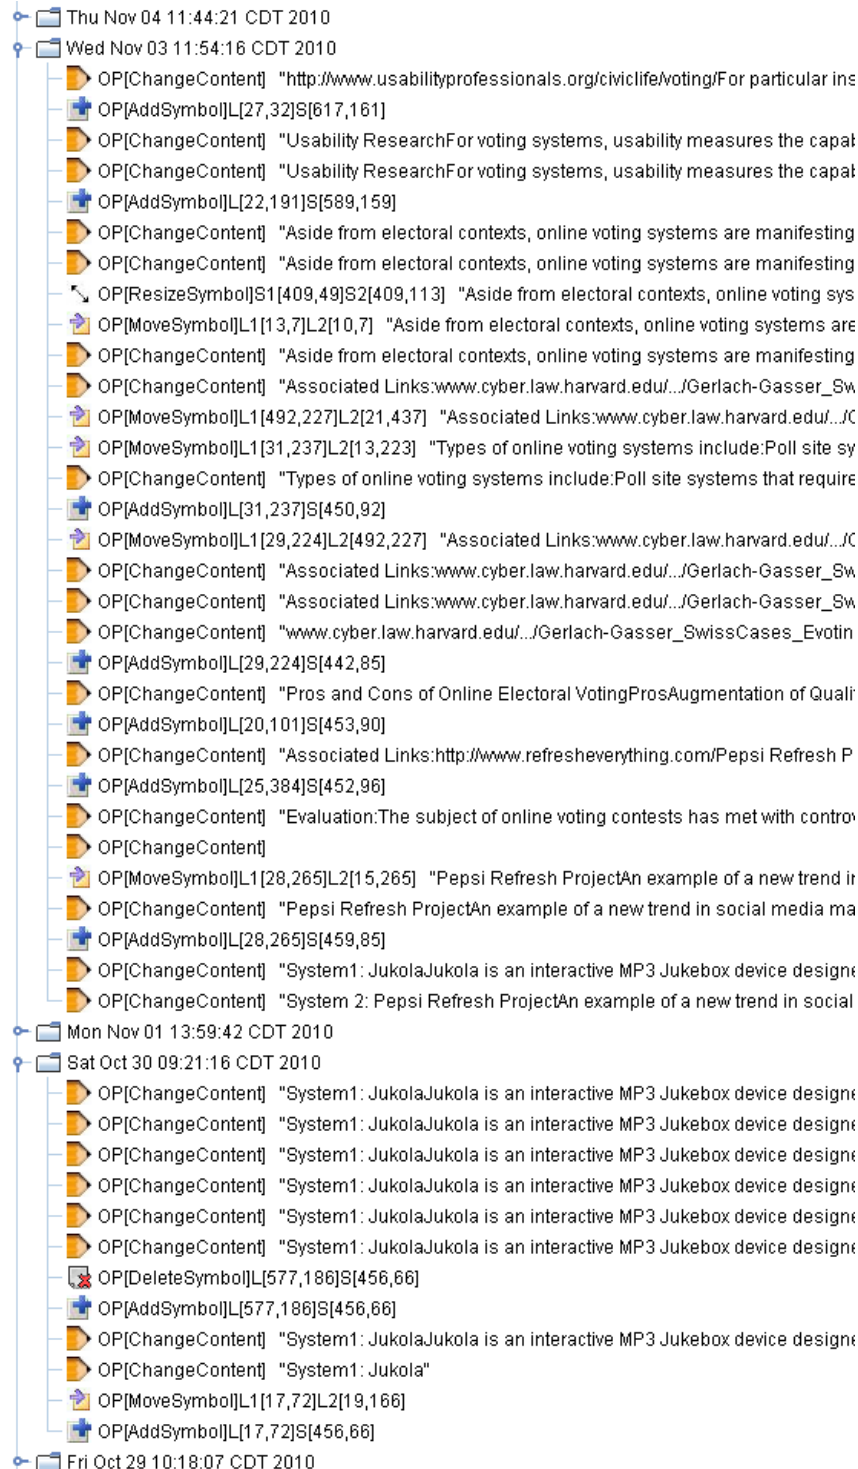 Thu Nov 04 11:44:21 CDT 2010
Wed Nov 03 11:54:16 CDT 2010
OP[ChangeContent] "http://www.usabilityprofessionals.org/civiclife/voting/For particular ins
OP[AddSymbol]L[27,32]S[617,161]
OP[ChangeContent] "Usability ResearchFor voting systems, usability measures the capab
OP[ChangeContent] "Usability ResearchFor voting systems, usability measures the capab
OP[AddSymbol]L[22,191]S[589,159]
OP[ChangeContent] "Aside from electoral contexts, online voting systems are manifesting
OP[ChangeContent] "Aside from electoral contexts, online voting systems are manifesting
OP[ResizeSymbol]S1[409,49]S2[409,113] "Aside from electoral contexts, online voting sys
OP[MoveSymbol]L1[13,7]L2[10,7] "Aside from electoral contexts, online voting systems are
OP[ChangeContent] "Aside from electoral contexts, online voting systems are manifesting
OP[ChangeContent] "Associated Links:www.cyber.law.harvard.edu/.../Gerlach-Gasser_Sw
OP[MoveSymbol]L1[492,227]L2[21,437] "Associated Links:www.cyber.law.harvard.edu/.../G
OP[MoveSymbol]L1[31,237]L2[13,223] "Types of online voting systems include:Poll site sy
OP[ChangeContent] "Types of online voting systems include:Poll site systems that require
OP[AddSymbol]L[31,237]S[450,92]
OP[MoveSymbol]L1[29,224]L2[492,227] "Associated Links:www.cyber.law.harvard.edu/.../G
OP[ChangeContent] "Associated Links:www.cyber.law.harvard.edu/.../Gerlach-Gasser_Sw
OP[ChangeContent] "Associated Links:www.cyber.law.harvard.edu/.../Gerlach-Gasser_Sw
OP[ChangeContent] "www.cyber.law.harvard.edu/.../Gerlach-Gasser_SwissCases_Evotin
OP[AddSymbol]L[29,224]S[442,85]
OP[ChangeContent] "Pros and Cons of Online Electoral VotingProsAugmentation of Qualit
OP[AddSymbol]L[20,101]S[453,90]
OP[ChangeContent] "Associated Links:http://www.refresheverything.com/Pepsi Refresh P
OP[AddSymbol]L[25,384]S[452,96]
OP[ChangeContent] "Evaluation:The subject of online voting contests has met with controv
OP[ChangeContent]
OP[MoveSymbol]L1[28,265]L2[15,265] "Pepsi Refresh ProjectAn example of a new trend in
OP[ChangeContent] "Pepsi Refresh ProjectAn example of a new trend in social media ma
OP[AddSymbol]L[28,265]S[459,85]
OP[ChangeContent] "System1: JukolaJukola is an interactive MP3 Jukebox device designe
OP[ChangeContent] "System 2: Pepsi Refresh ProjectAn example of a new trend in social
Mon Nov 01 13:59:42 CDT 2010
Sat Oct 30 09:21:16 CDT 2010
OP[ChangeContent] "System1: JukolaJukola is an interactive MP3 Jukebox device designe
OP[ChangeContent] "System1: JukolaJukola is an interactive MP3 Jukebox device designe
OP[ChangeContent] "System1: JukolaJukola is an interactive MP3 Jukebox device designe
OP[ChangeContent] "System1: JukolaJukola is an interactive MP3 Jukebox device designe
OP[ChangeContent] "System1: JukolaJukola is an interactive MP3 Jukebox device designe
OP[ChangeContent] "System1: JukolaJukola is an interactive MP3 Jukebox device designe
OP[DeleteSymbol]L[577,186]S[456,66]
OP[AddSymbol]L[577,186]S[456,66]
OP[ChangeContent] "System1: JukolaJukola is an interactive MP3 Jukebox device designe
OP[ChangeContent] "System1: Jukola"
OP[MoveSymbol]L1[17,72]L2[19,166]
OP[AddSymbol]L[17,72]S[456,66]
Fri Oct 29 10:18:07 CDT 2010